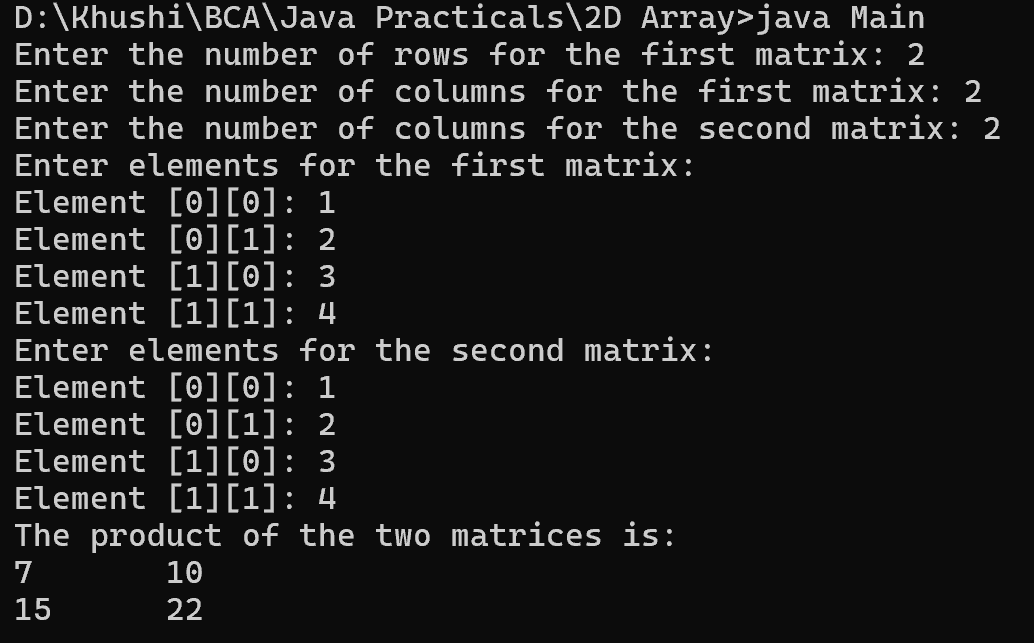 D:\Khushi\BCA\Java Practicals\2D Array>java Main
Enter the number of rows for the first matrix: 2
Enter the number of columns for the first matrix: 2
Enter the number of columns for the second matrix: 2
Enter elements for the first matrix:
Element [0][0]: 1
Element [0][1]: 2
Element [1][0]: 3
Element [1][1]: 4
Enter elements for the second matrix:
Element [0][0]: 1
Element [0][1]: 2
Element [1][0]: 3
Element [1][1]: 4
The product of the two matrices is:
7       10
15      22